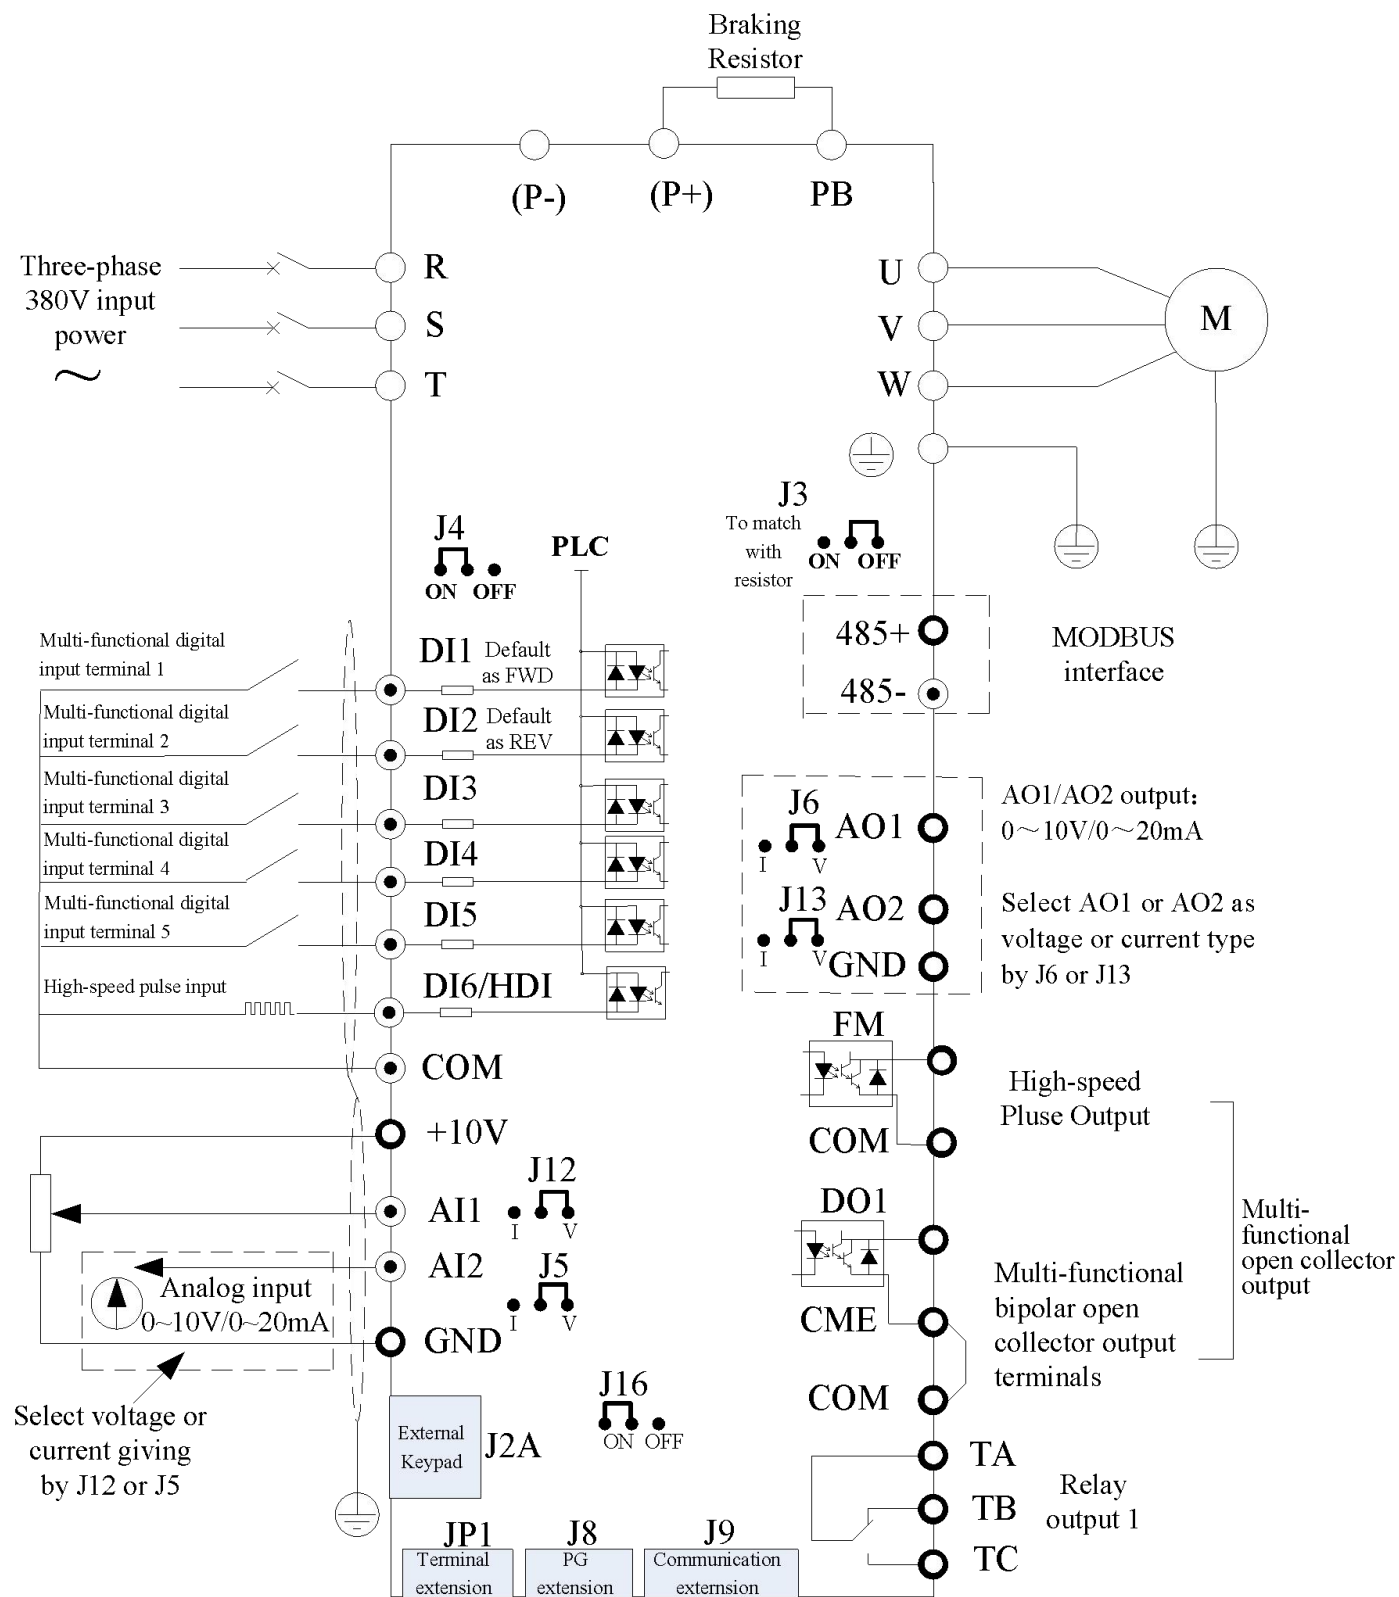 Braking
Resistor
(P-)
(P+)
PB
Three-phase
380V input
power
~
R
S
T
U
V
W
M
J3
To match
with
resistor
ON OFF
J4
ON OFF
PLC
485+
485-
MODBUS
interface
Multi-functional digital
input terminal 1
DI1
Default
as FWD
Multi-functional digital
input terminal 2
DI2
Default
as REV
Multi-functional digital
input terminal 3
DI3
Multi-functional digital
input terminal 4
DI4
Multi-functional digital
input terminal 5
DI5
High-speed pulse input
DI6/HDI
COM
J6
I V
AO1
J13
I V
AO2
GND
AO1/AO2 output:
0～10V/0～20mA
Select AO1 or AO2 as
voltage or current type
by J6 or J13
FM
COM
High-speed
Pluse Output
+10V
AI1
J12
I V
AI2
J5
I V
Analog input
0~10V/0~20mA
GND
Select voltage or
current giving
by J12 or J5
DO1
CME
COM
Multi-functional
bipolar open
collector output
terminals
Multi-
functional
open collector
output
External
Keypad
J2A
J16
ON OFF
TA
TB
TC
Relay
output 1
JP1
Terminal
extension
J8
PG
extension
J9
Communication
externsion